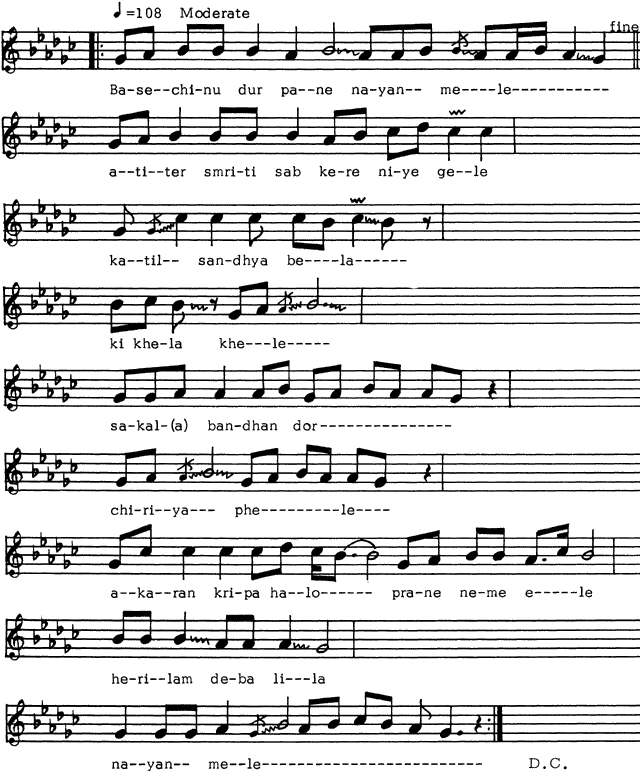 ♩=108 Moderate
fine
Ba-se--chi-nu dur pa--ne na-yan-- me----le-----------
a--ti--ter smri-ti sab ke-re ni-ye ge--le
ka--til-- san-dhya be----la------
ki khe-la khe---le-----
sa-kal-(a) ban-dhan dor---------------
chi-ri-ya--- phe---------le----
a--ka-ran kri-pa ha-lo------ pra-ne ne-me e-----le
he-ri-lam de-ba li---la
na--yan-- me--le------------------------- D.C.